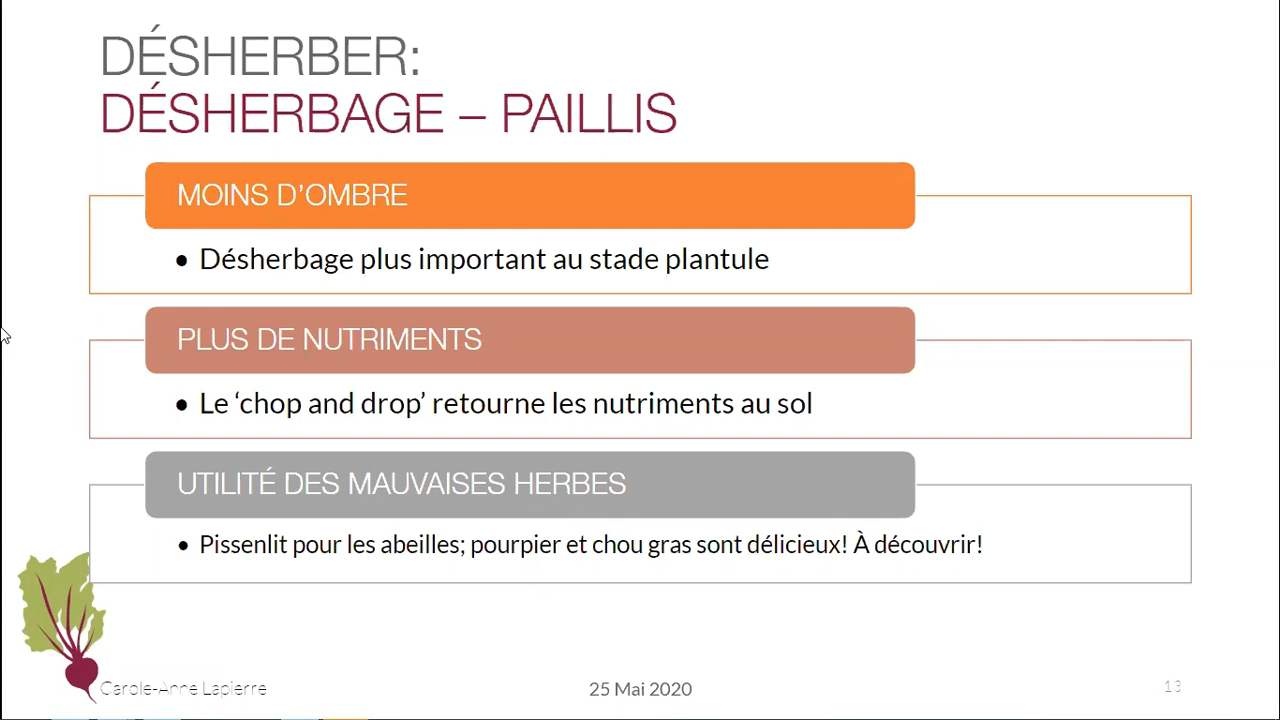 DÉSHERBER:
DÉSHERBAGE – PAILLIS
MOINS D’OMBRE
• Désherbage plus important au stade plantule
PLUS DE NUTRIMENTS
• Le ‘chop and drop’ retourne les nutriments au sol
UTILITÉ DES MAUVAISES HERBES
• Pissenlit pour les abeilles; pourpier et chou gras sont délicieux! À découvrir!
Carole-Anne Lapierre
25 Mai 2020
13